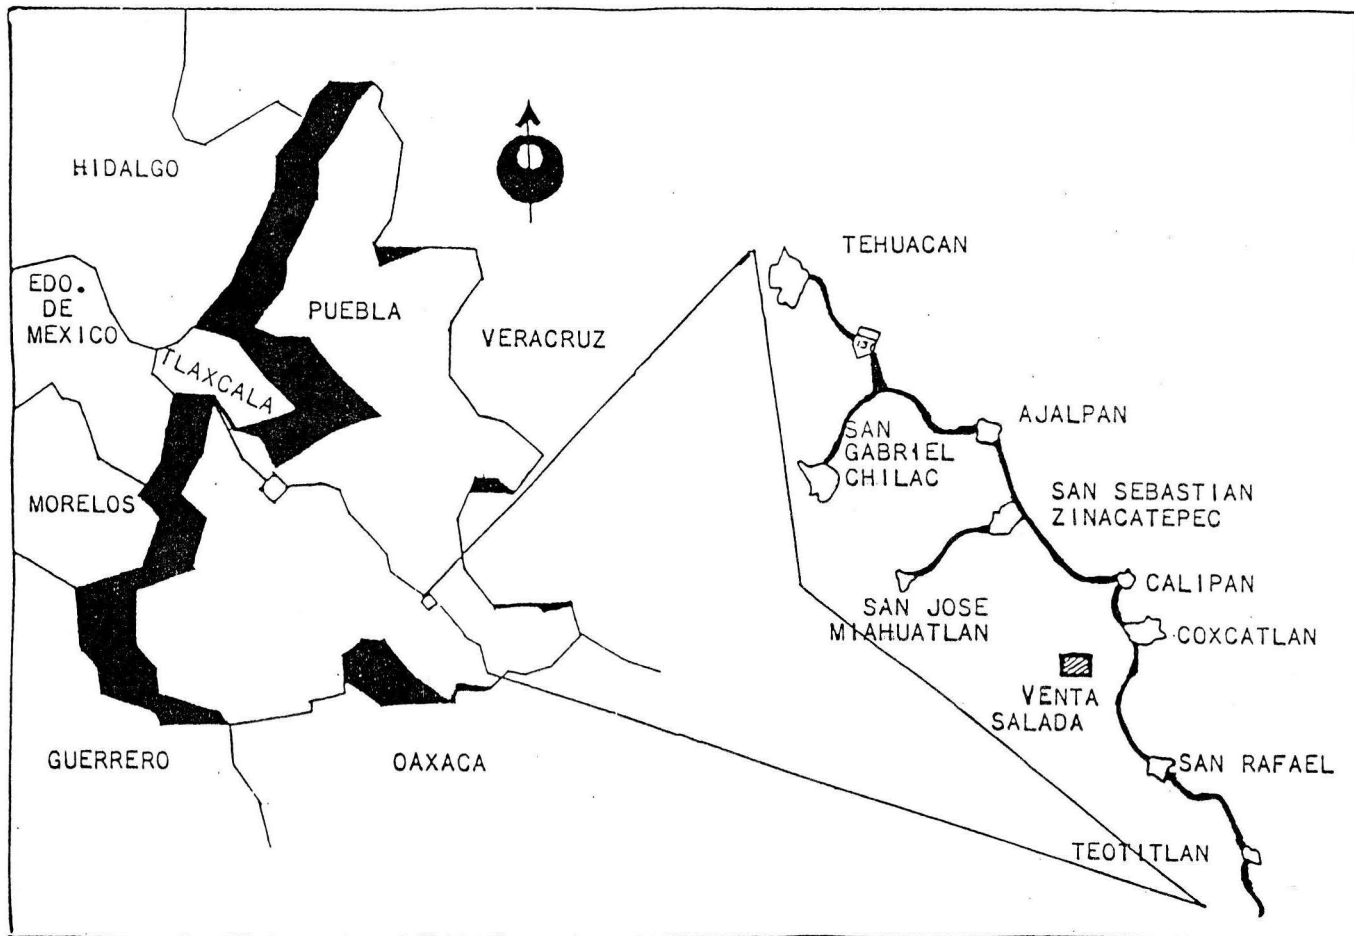 HIDALGO
EDO.
DE
MEXICO
TLAXCALA
PUEBLA
VERACRUZ
MORELOS
GUERRERO
OAXACA
TEHUACAN
13
AJALPAN
SAN
GABRIEL
CHILAC
SAN SEBASTIAN
ZINACATEPEC
SAN JOSE
MIAHUATLAN
CALIPAN
COXCATLAN
VENTA
SALADA
SAN RAFAEL
TEOTITLAN